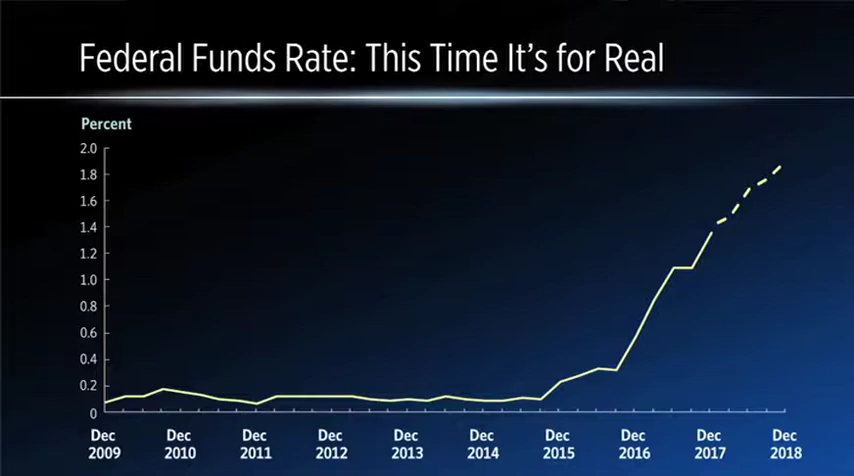 Federal Funds Rate: This Time It's for Real
Percent
2.0
1.8
1.6
1.4
1.2
1.0
0.8
0.6
0.4
0.2
0
Dec Dec Dec Dec Dec Dec Dec Dec Dec Dec
2009 2010 2011 2012 2013 2014 2015 2016 2017 2018